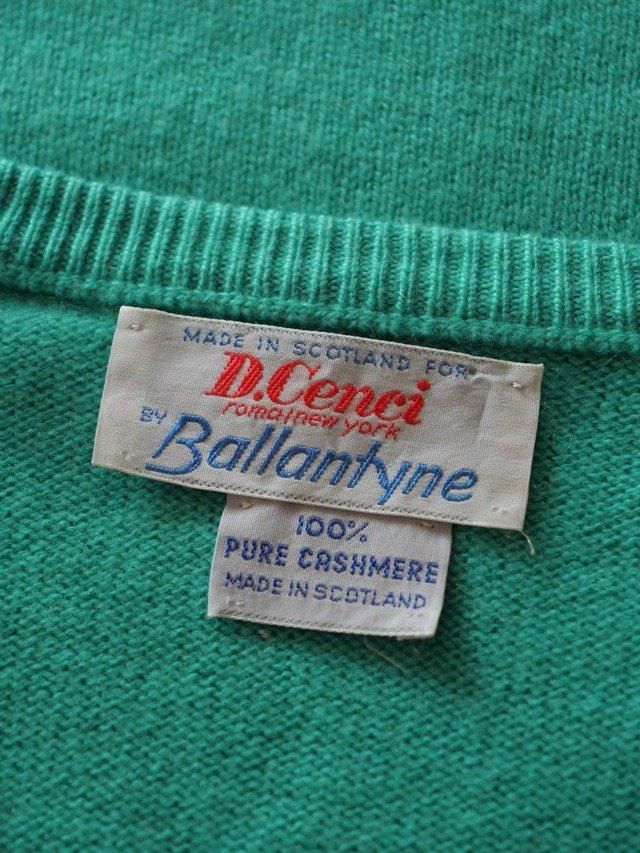 MADE IN SCOTLAND FOR
D.Cenci
roma/new york
BY Ballantyne
100%
PURE CASHMERE
MADE IN SCOTLAND